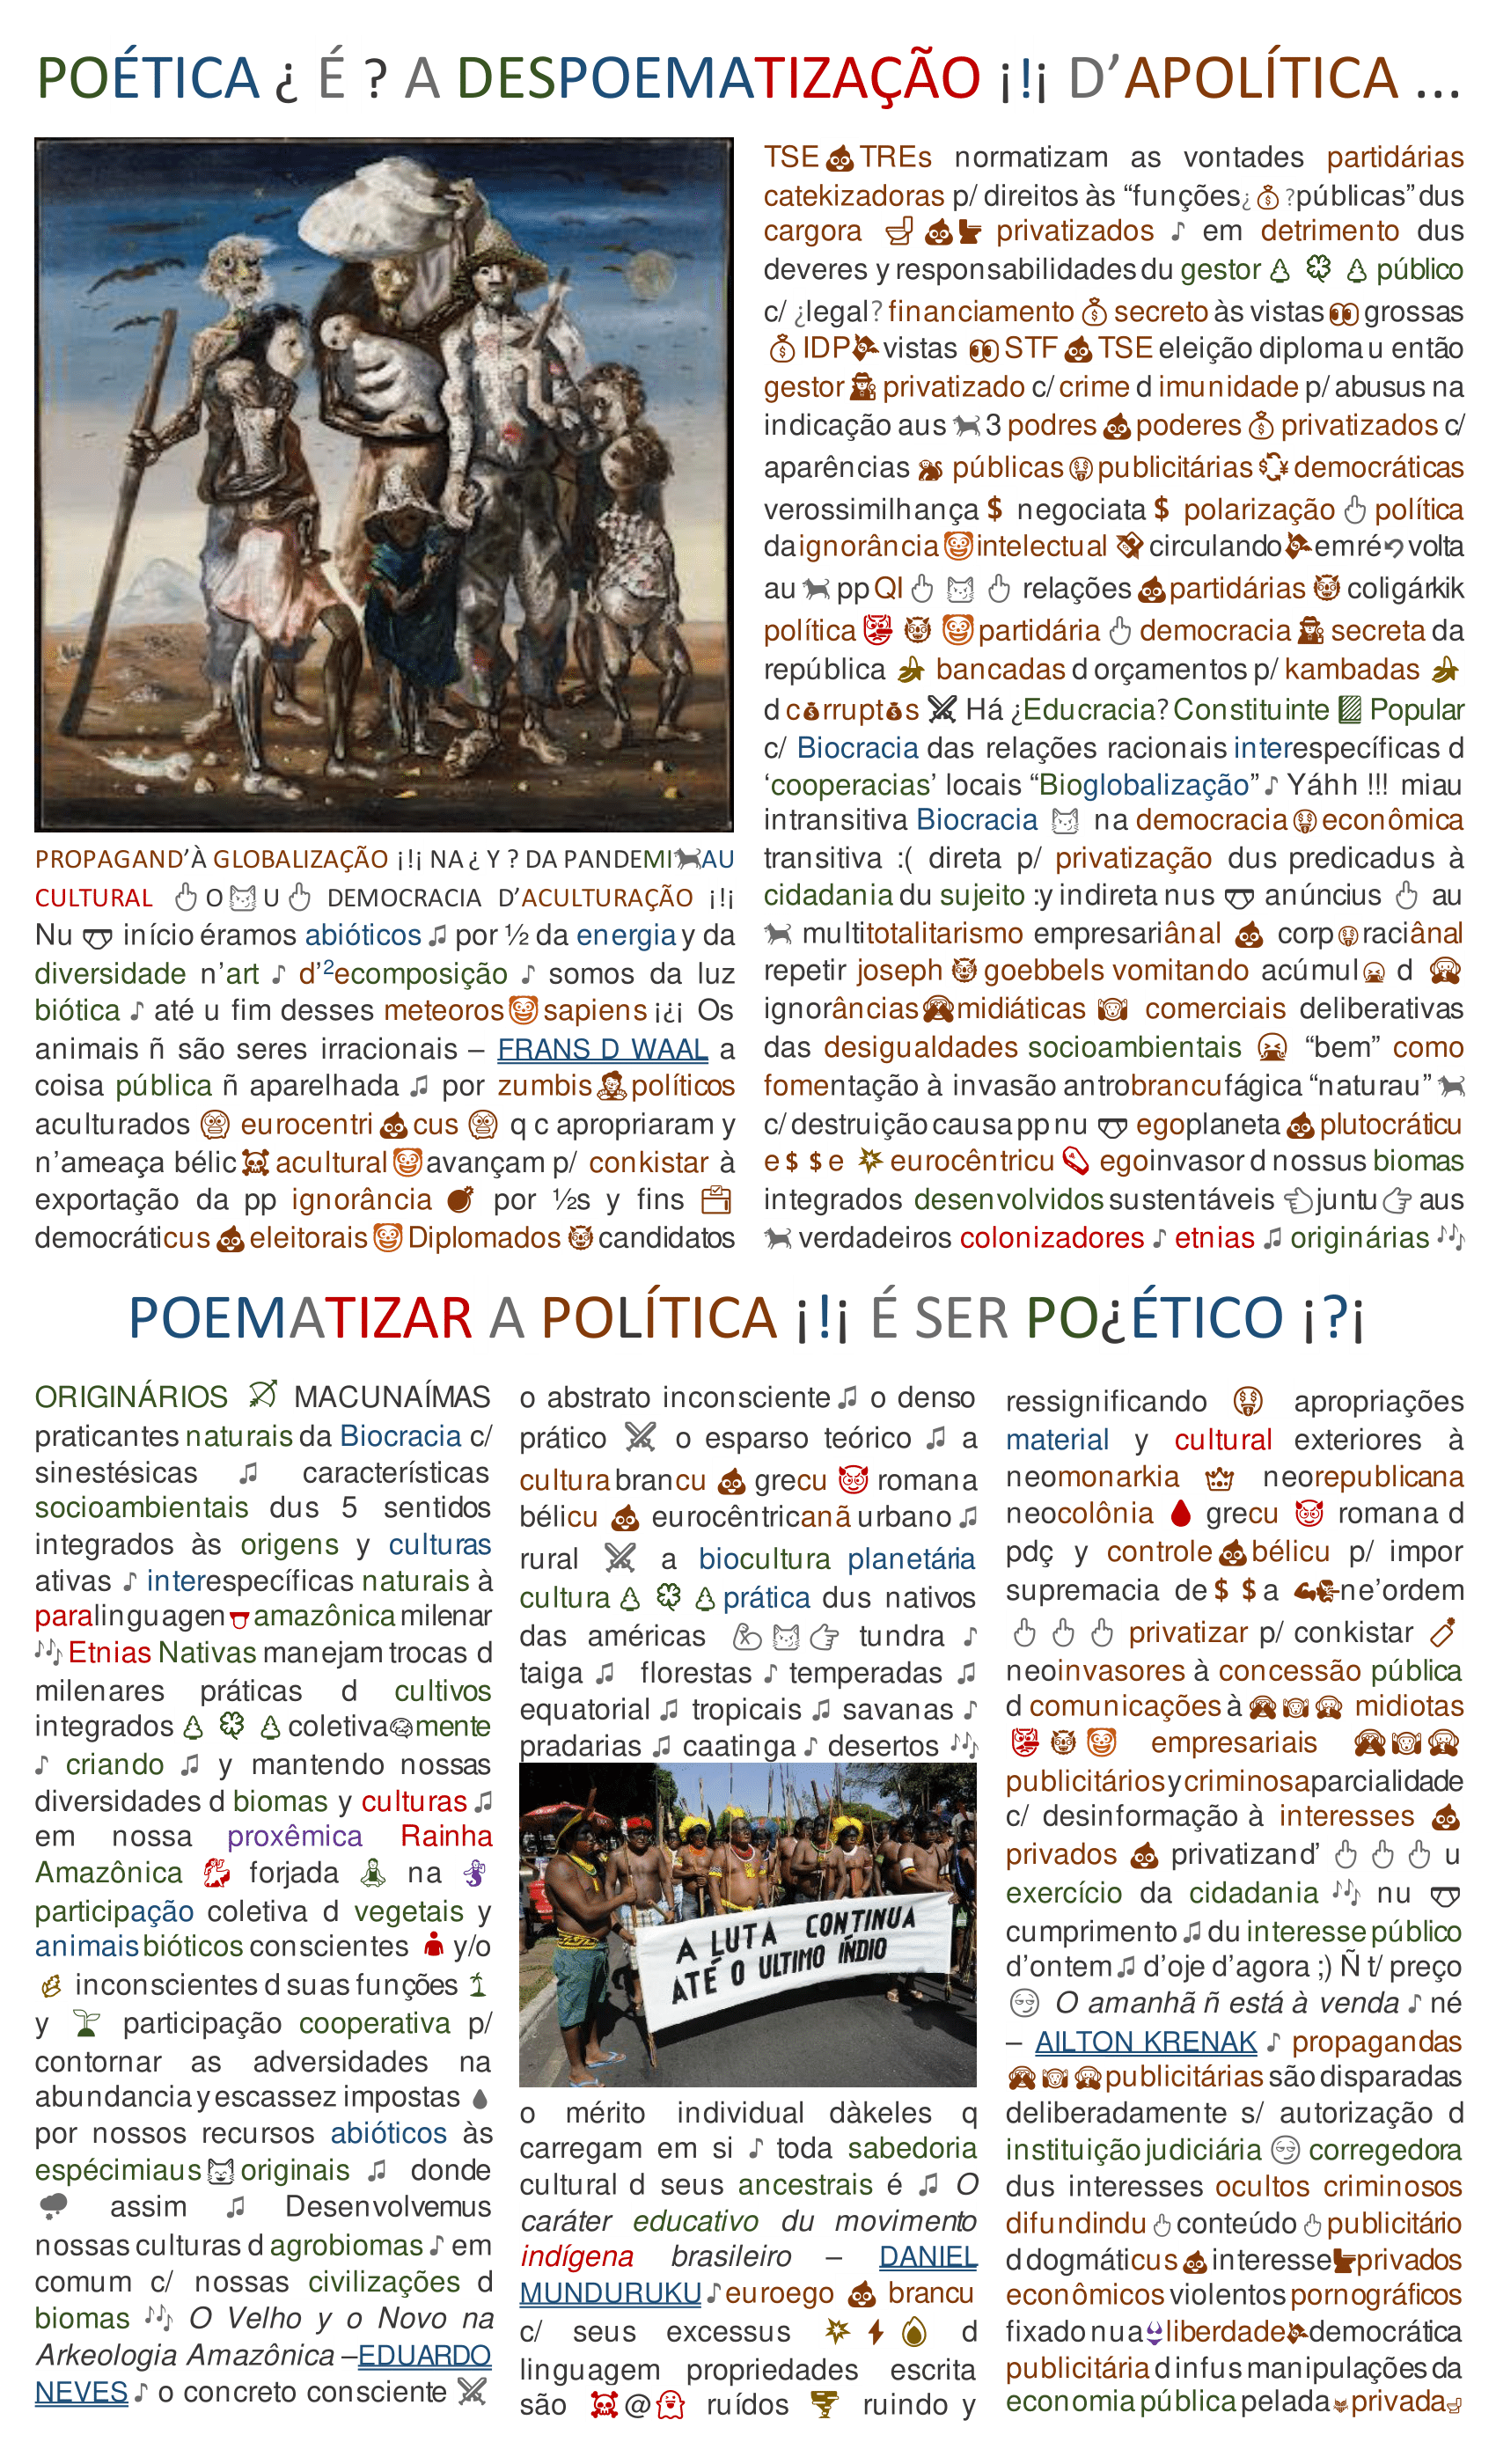 POÉTICA ¿ É ? A DESPOEMATIZAÇÃO ¡!¡ D’APOLÍTICA ...
PROPAGAND’À GLOBALIZAÇÃO ¡!¡ NA ¿ Y ? DA PANDEMI🐕AU
CULTURAL 🖕 O 😼 U 🖕 DEMOCRACIA D’ACULTURAÇÃO ¡!¡
Nu 🩲 início éramos abióticos ♫ por ½ da energia y da
diversidade n’art ♪ d’²ecomposição ♪ somos da luz
biótica ♪ até u fim desses meteoros 🤡 sapiens ¡¿¡ Os
animais ñ são seres irracionais – FRANS D WAAL a
coisa pública ñ aparelhada ♫ por zumbis 🧟 políticos
aculturados eurocentri 💩 cus q c apropriaram y
n’ameaça bélic ☠ acultural 🤡 avançam p/ conkistar à
exportação da pp ignorância 💣 por ½s y fins 🗳
democráticus 💩 eleitorais 🤡 Diplomados 👹 candidatos
TSE 💩 TREs normatizam as vontades partidárias
catekizadoras p/ direitos às “funções¿ 💰 ?públicas” dus
cargora 🚽 💩 privatizados ♪ em detrimento dus
deveres y responsabilidades du gestor 🌲 🍀 🌲 público
c/ ¿legal? financiamento 💰 secreto às vistas 👀 grossas
💰 IDP vistas 👀 STF 💩 TSE eleição diploma u então
gestor privatizado c/ crime d imunidade p/ abusus na
indicação aus 🐕 3 podres 💩 poderes 💰 privatizados c/
aparências públicas 🤑 publicitárias 💱 democráticas
verossimilhança $ negociata $ polarização 🖕 política
da ignorância 🤡 intelectual circulando em ré ↩ volta
au 🐕 pp QI 🖕 😼 🖕 relações 💩 partidárias 👹 coligárkik
política 👺 👹 🤡 partidária 🖕 democracia secreta da
república 🍌 bancadas d orçamentos p/ kambadas 🍌
d c💰rrupt💰s ⚔ Há ¿Educracia? Constituinte Popular
c/ Biocracia das relações racionais interespecíficas d
‘cooperacias’ locais “Bioglobalização” ♪ Yáhh !!! miau
intransitiva Biocracia 😼 na democracia 🤑 econômica
transitiva :( direta p/ privatização dus predicadus à
cidadania du sujeito :y indireta nus 🩲 anúncius 🖕 au
🐕 multitotalitarismo empresariânal 💩 corp🤑raciânal
repetir joseph 👹 goebbels vomitando acúmul🤮 d 🙊
ignorâncias 🙈 midiáticas 🐵 comerciais deliberativas
das desigualdades socioambientais 🤮 “bem” como
fomentação à invasão antrobrancufágica “naturau” 🐕
c/ destruição causa pp nu 🩲 egoplaneta 💩 plutocráticu
e $ $ e 💥 eurocêntricu egoinvasor d nossus biomas
integrados desenvolvidos sustentáveis 👈 juntu 👉 aus
🐕 verdadeiros colonizadores ♪ etnias ♫ originárias 🎶
POEMATIZAR A POLÍTICA ¡!¡ É SER PO¿ÉTICO ¡?¡
ORIGINÁRIOS 🏹 MACUNAÍMAS
praticantes naturais da Biocracia c/
sinestésicas ♫ características
socioambientais dus 5 sentidos
integrados às origens y culturas
ativas ♪ interespecíficas naturais à
paralinguagen amazônica milenar
🎶 Etnias Nativas manejam trocas d
milenares práticas d cultivos
integrados 🌲 🍀 🌲 coletiva🧠mente
♪ criando ♫ y mantendo nossas
diversidades d biomas y culturas ♫
em nossa proxêmica Rainha
Amazônica forjada na
participação coletiva d vegetais y
animais bióticos conscientes y/o
inconscientes d suas funções 🏝
y 🌱 participação cooperativa p/
contornar as adversidades na
abundancia y escassez impostas 💧
por nossos recursos abióticos às
espécimiaus 😺 originais ♫ donde
assim ♫ Desenvolvemus
nossas culturas d agrobiomas ♪ em
comum c/ nossas civilizações d
biomas 🎶 O Velho y o Novo na
Arkeologia Amazônica –EDUARDO
NEVES ♪ o concreto consciente ⚔
o abstrato inconsciente ♫ o denso
prático ⚔ o esparso teórico ♫ a
cultura brancu 💩 grecu 😈 romana
bélicu 💩 eurocêntricanã urbano ♫
rural ⚔ a biocultura planetária
cultura 🌲 🍀 🌲 prática dus nativos
das américas 😼 👉 tundra ♪
taiga ♫ florestas ♪ temperadas ♫
equatorial ♫ tropicais ♫ savanas ♪
pradarias ♫ caatinga ♪ desertos 🎶
A LUTA CONTINUA
ATÉ O ULTIMO ÍNDIO
o mérito individual dàkeles q
carregam em si ♪ toda sabedoria
cultural d seus ancestrais é ♫ O
caráter educativo du movimento
indígena brasileiro – DANIEL
MUNDURUKU ♪ euroego 💩 brancu
c/ seus excessus 💥 ⚡ 🔥 d
linguagem propriedades escrita
são ☠ @ 👻 ruídos 🌪 ruindo y
ressignificando 🤑 apropriações
material y cultural exteriores à
neomonarkia 👑 neorepublicana
neocolônia 🩸 grecu 😈 romana d
pdç y controle 💩 bélicu p/ impor
supremacia de $ $ a ne’ordem
🖕 🖕 🖕 privatizar p/ conkistar
neoinvasores à concessão pública
d comunicações à 🙈 🐵 🙊 midiotas
👺 👹 🤡 empresariais 🙈 🐵 🙊
publicitários y criminosa parcialidade
c/ desinformação à interesses 💩
privados 💩 privatizand’ 🖕 🖕 🖕 u
exercício da cidadania 🎶 nu 🩲
cumprimento ♫ du interesse público
d’ontem ♫ d’oje d’agora ;) Ñ t/ preço
😏 O amanhã ñ está à venda ♪ né
– AILTON KRENAK ♪ propagandas
🙈 🐵 🙊 publicitárias são disparadas
deliberadamente s/ autorização d
instituição judiciária 😏 corregedora
dus interesses ocultos criminosos
difundindu 🖕 conteúdo 🖕 publicitário
d dogmáticus 💩 interesse privados
econômicos violentos pornográficos
fixado nua liberdade democrática
publicitária d infus manipulações da
economia pública pelada privada🚽